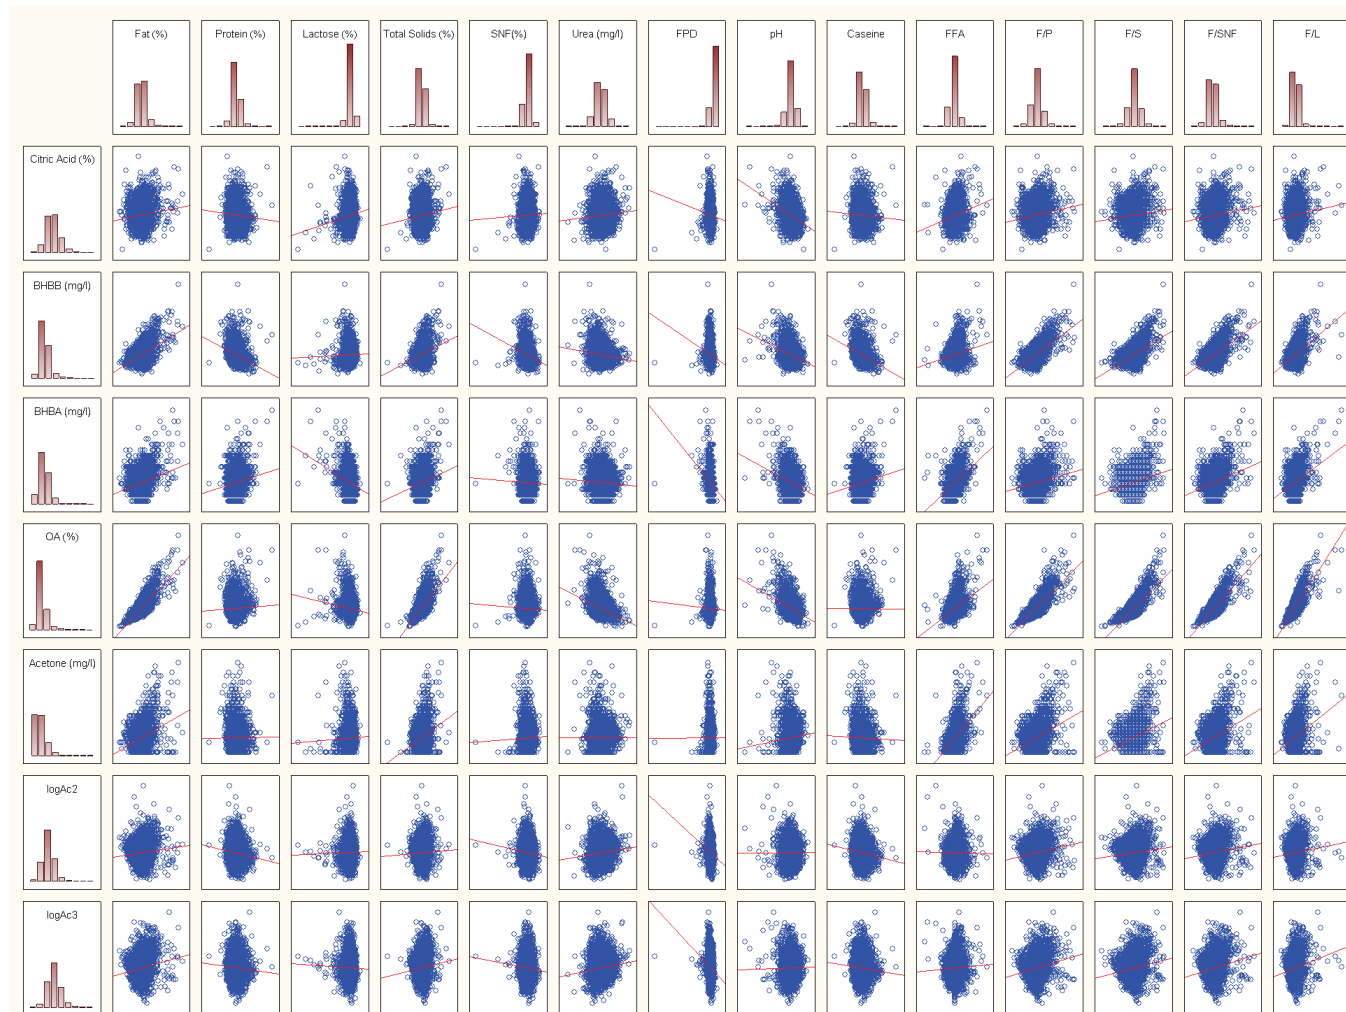 Fat (%)
Protein (%)
Lactose (%)
Total Solids (%)
SNF(%)
Urea (mg/l)
FPD
pH
Caseine
FFA
F/P
F/S
F/SNF
F/L
Citric Acid (%)
BHBB (mg/l)
BHBA (mg/l)
OA (%)
Acetone (mg/l)
logAc2
logAc3